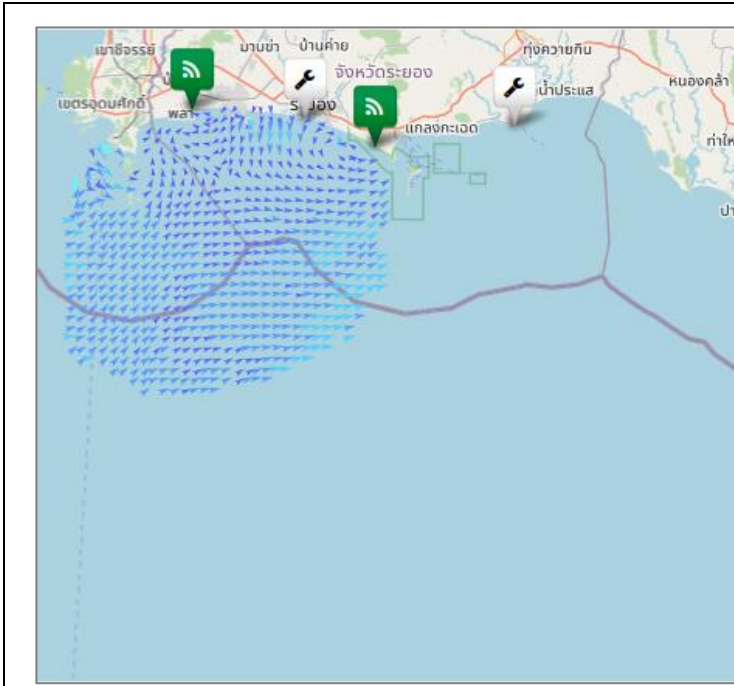 เขาชีจรรย์
มาบข่า
บ้านค่าย
ทุ่งควายกิน
จังหวัดระยอง
หนองคล้า
เขตรอุดมศักดิ์
น้ำประแส
พลา
แกลงกะเฉด